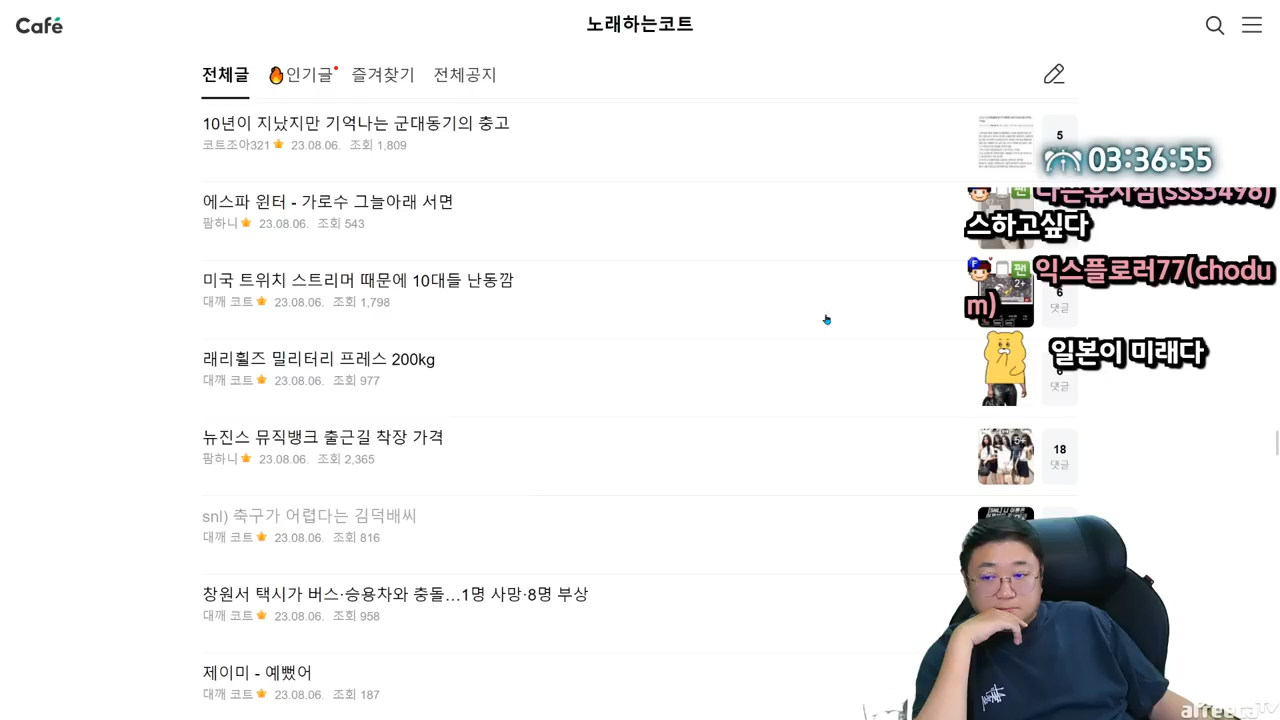 Café
노래하는코트
전체글 인기글 즐겨찾기 전체공지
10년이 지났지만 기억나는 군대동기의 충고
코트조아321 23.08.06. 조회 1,809
5
03:36:55
에스파 윈터 - 가로수 그늘아래 서면
팜하니 23.08.06. 조회 543
다른유저님(sss3498)
스하고싶다
미국 트위치 스트리머 때문에 10대들 난동깜
대깨 코트 23.08.06. 조회 1,798
2+
6
댓글
팬 익스플로러77(chodu
m)
일본이 미래다
래리휠즈 밀리터리 프레스 200kg
대깨 코트 23.08.06. 조회 977
댓글
뉴진스 뮤직뱅크 출근길 착장 가격
팜하니 23.08.06. 조회 2,365
5+
18
댓글
snl) 축구가 어렵다는 김덕배씨
대깨 코트 23.08.06. 조회 816
창원서 택시가 버스·승용차와 충돌…1명 사망·8명 부상
대깨 코트 23.08.06. 조회 958
제이미 - 예뻤어
대깨 코트 23.08.06. 조회 187
afreecaTV